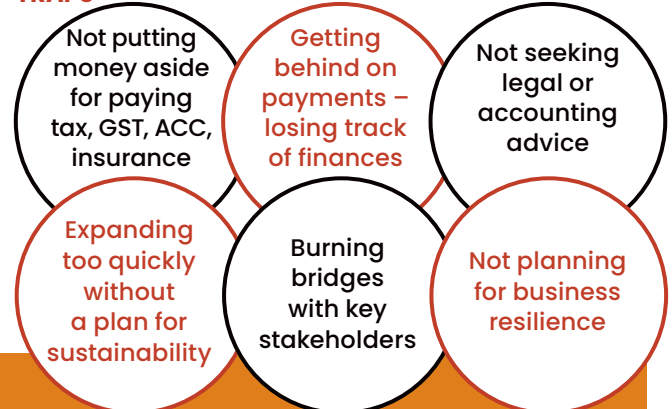 TRAPS
Not putting
money aside
for paying
tax, GST, ACC,
insurance
Getting
behind on
payments –
losing track
of finances
Not seeking
legal or
accounting
advice
Expanding
too quickly
without
a plan for
sustainability
Burning
bridges
with key
stakeholders
Not planning
for business
resilience